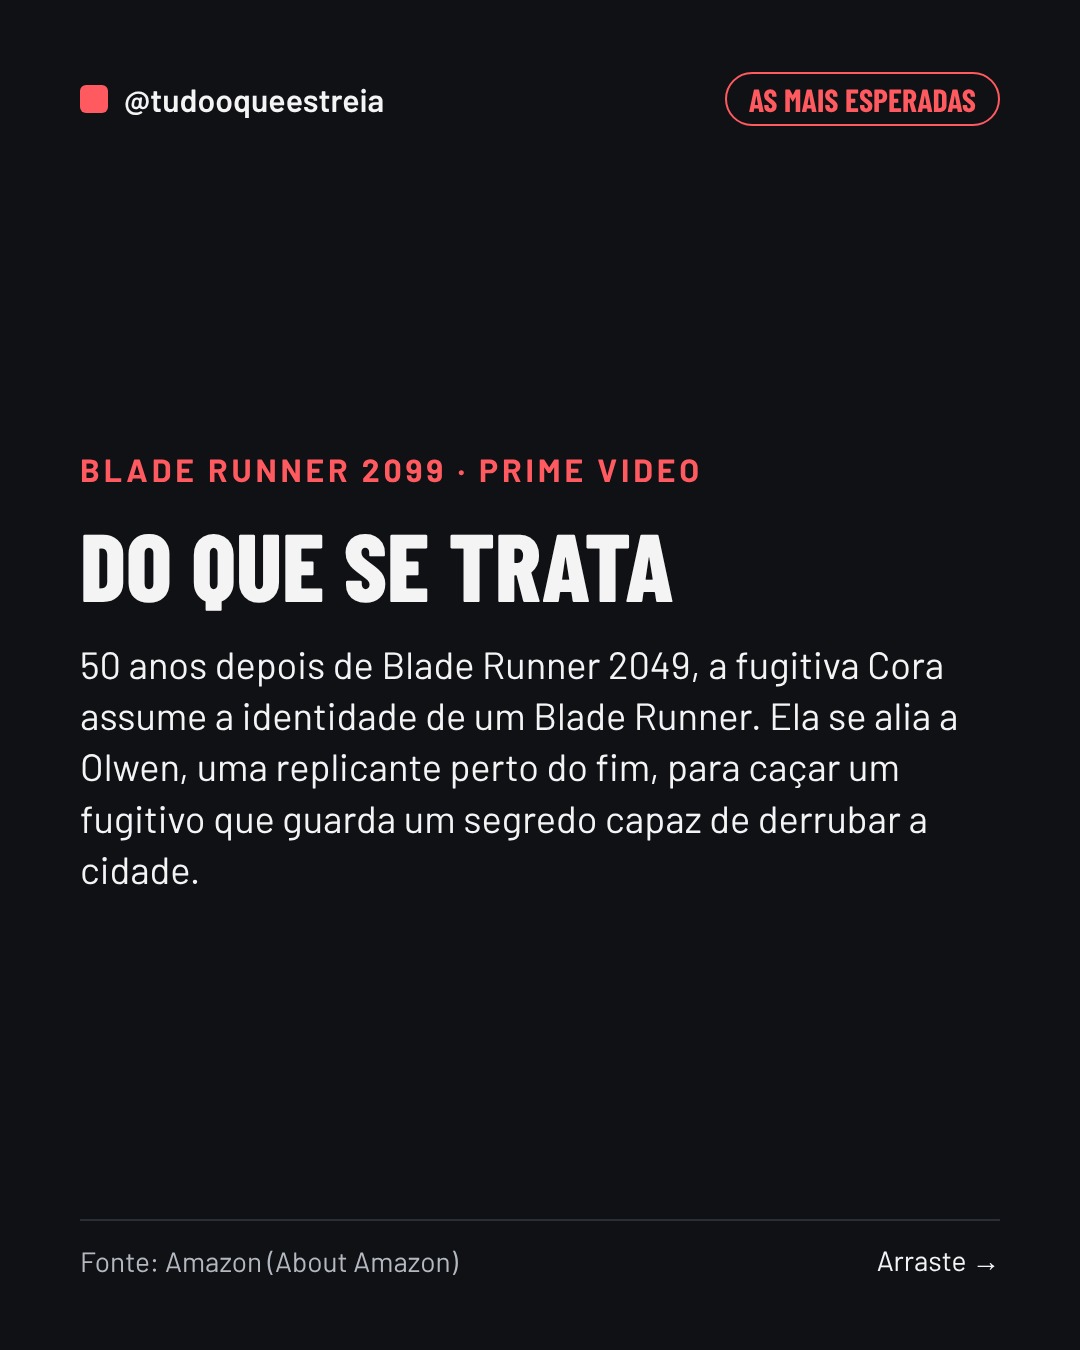 @tudooqueestreia
AS MAIS ESPERADAS
BLADE RUNNER 2099 · PRIME VIDEO
DO QUE SE TRATA
50 anos depois de Blade Runner 2049, a fugitiva Cora
assume a identidade de um Blade Runner. Ela se alia a
Olwen, uma replicante perto do fim, para caçar um
fugitivo que guarda um segredo capaz de derrubar a
cidade.
Fonte: Amazon (About Amazon)
Arraste →